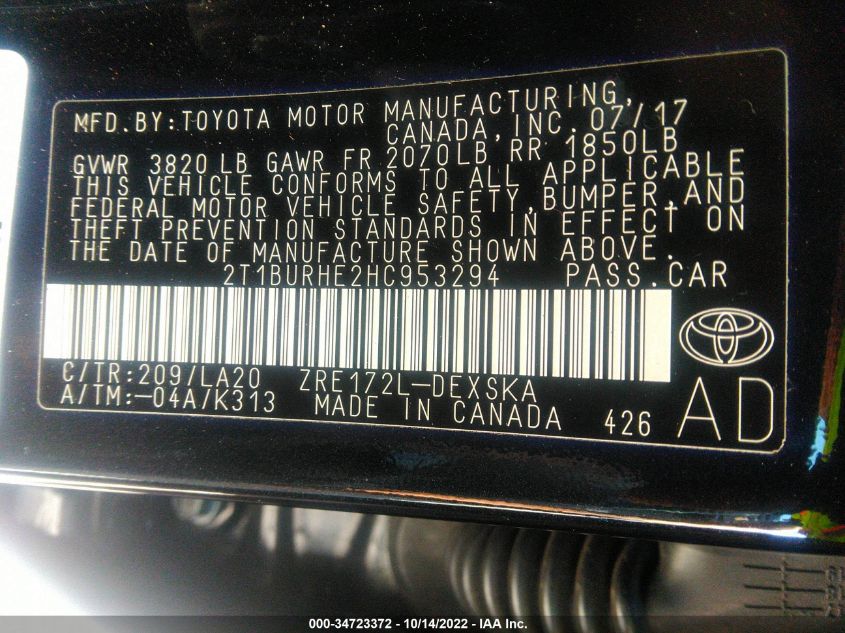 MFD.BY:TOYOTA MOTOR MANUFACTURING,
CANADA,INC. 07/17
GVWR 3820 LB GAWR FR 2070LB RR 1850LB
THIS VEHICLE CONFORMS TO ALL APPLICABLE
FEDERAL MOTOR VEHICLE SAFETY,BUMPER,AND
THEFT PREVENTION STANDARDS IN EFFECT ON
THE DATE OF MANUFACTURE SHOWN ABOVE.
2T1BURHE2HC953294 PASS.CAR
C/TR:209/LA20 ZRE172L-DEXSKA
A/TM:-04A/K313 MADE IN CANADA 426 AD
000-34723372 - 10/14/2022 - IAA Inc.